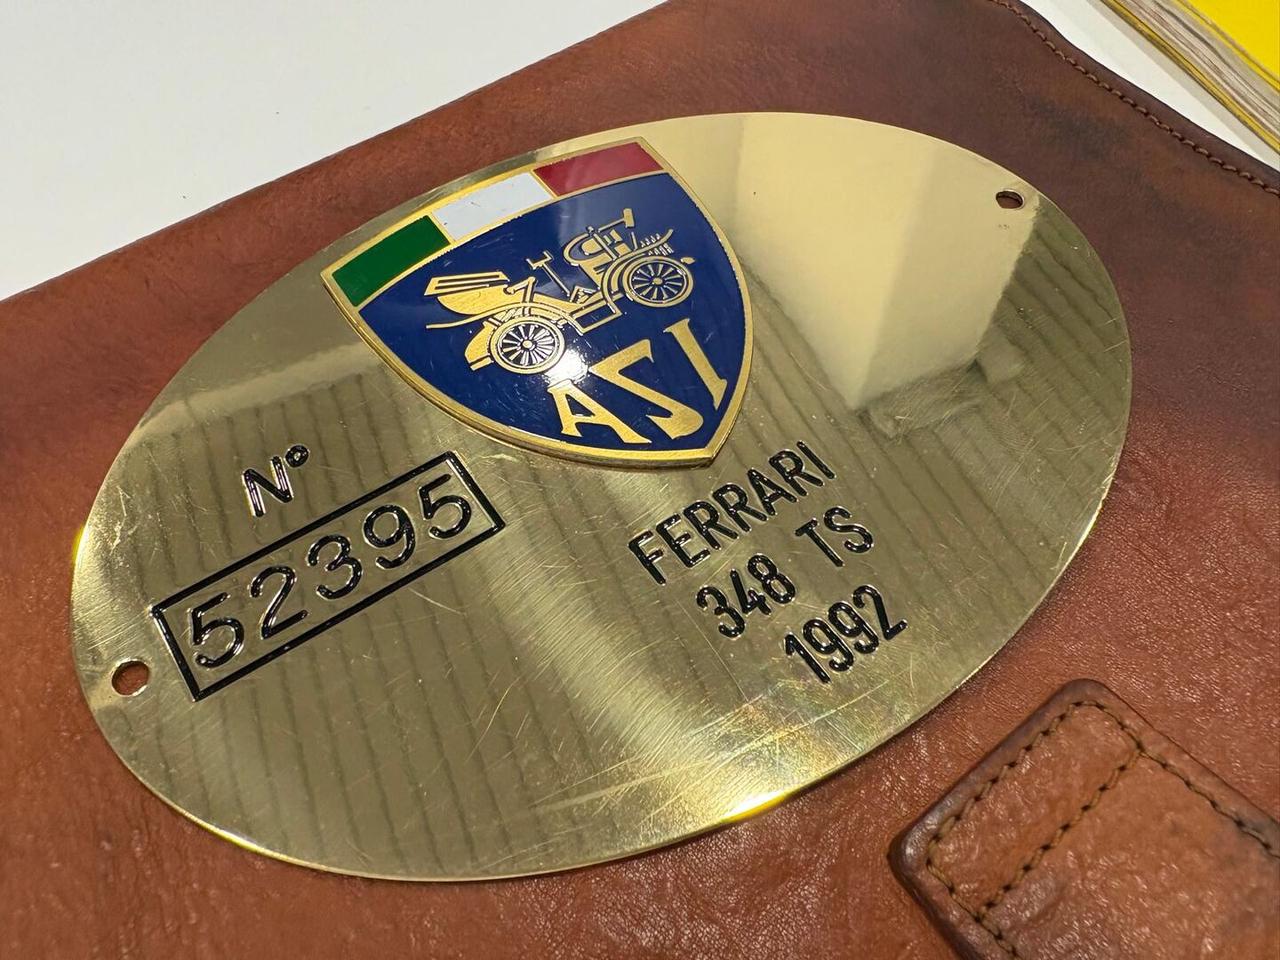 ASI
N°
52395
FERRARI
348 TS
1992